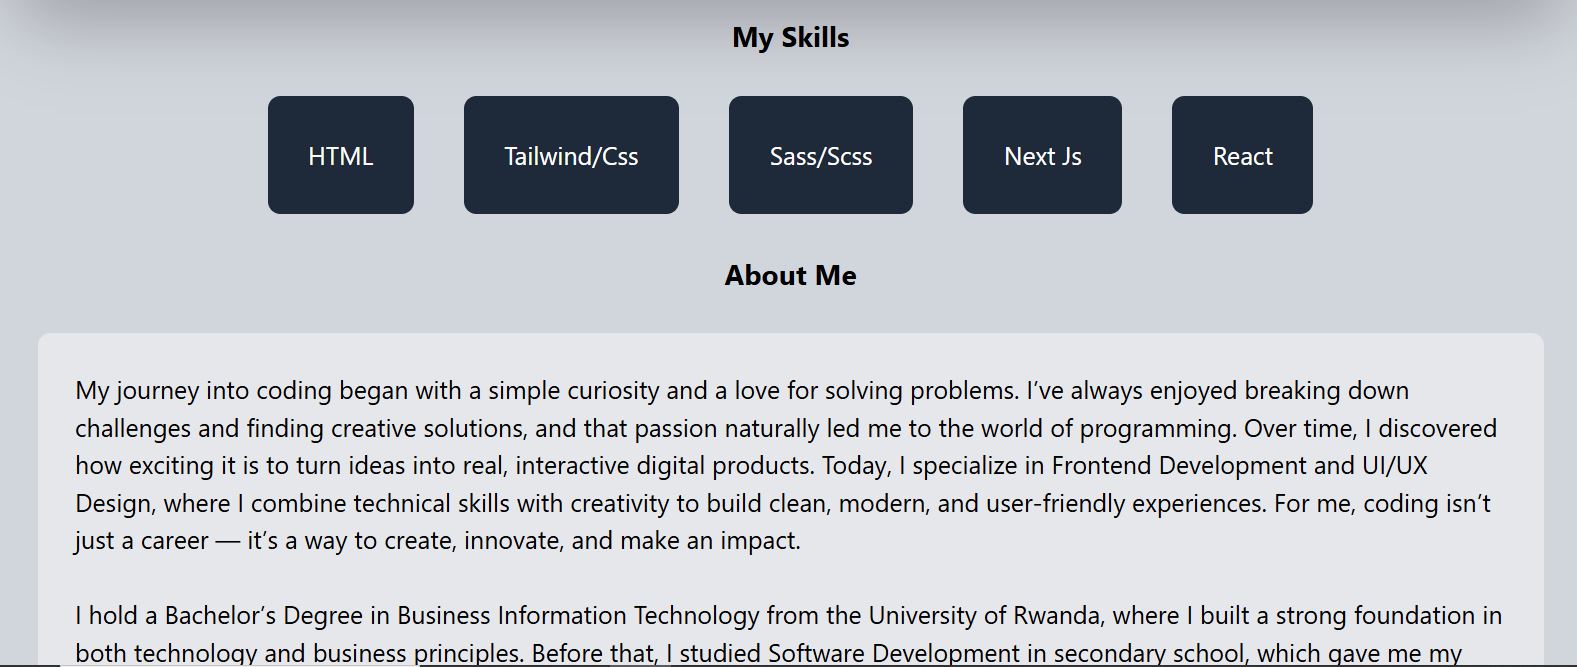 My Skills
HTML
Tailwind/Css
Sass/Scss
Next Js
React
About Me
My journey into coding began with a simple curiosity and a love for solving problems. I’ve always enjoyed breaking down
challenges and finding creative solutions, and that passion naturally led me to the world of programming. Over time, I discovered
how exciting it is to turn ideas into real, interactive digital products. Today, I specialize in Frontend Development and UI/UX
Design, where I combine technical skills with creativity to build clean, modern, and user-friendly experiences. For me, coding isn’t
just a career — it’s a way to create, innovate, and make an impact.
I hold a Bachelor’s Degree in Business Information Technology from the University of Rwanda, where I built a strong foundation in
both technology and business principles. Before that, I studied Software Development in secondary school, which gave me my